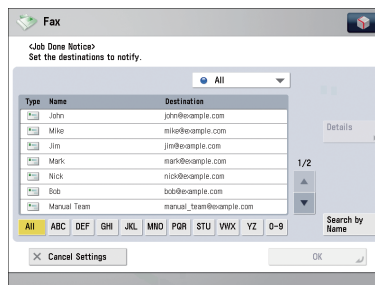 Fax
<Job Done Notice>
Set the destinations to notify.
All
Type Name Destination
John john@example.com
Mike mike@example.com
Jim jim@example.com
Mark mark@example.com
Nick nick@example.com
Bob bob@example.com
Manual Team manual_team@example.com
Details
1/2
All ABC DEF GHI JKL MNO PQR STU VWX YZ 0-9
Search by
Name
Cancel Settings
OK